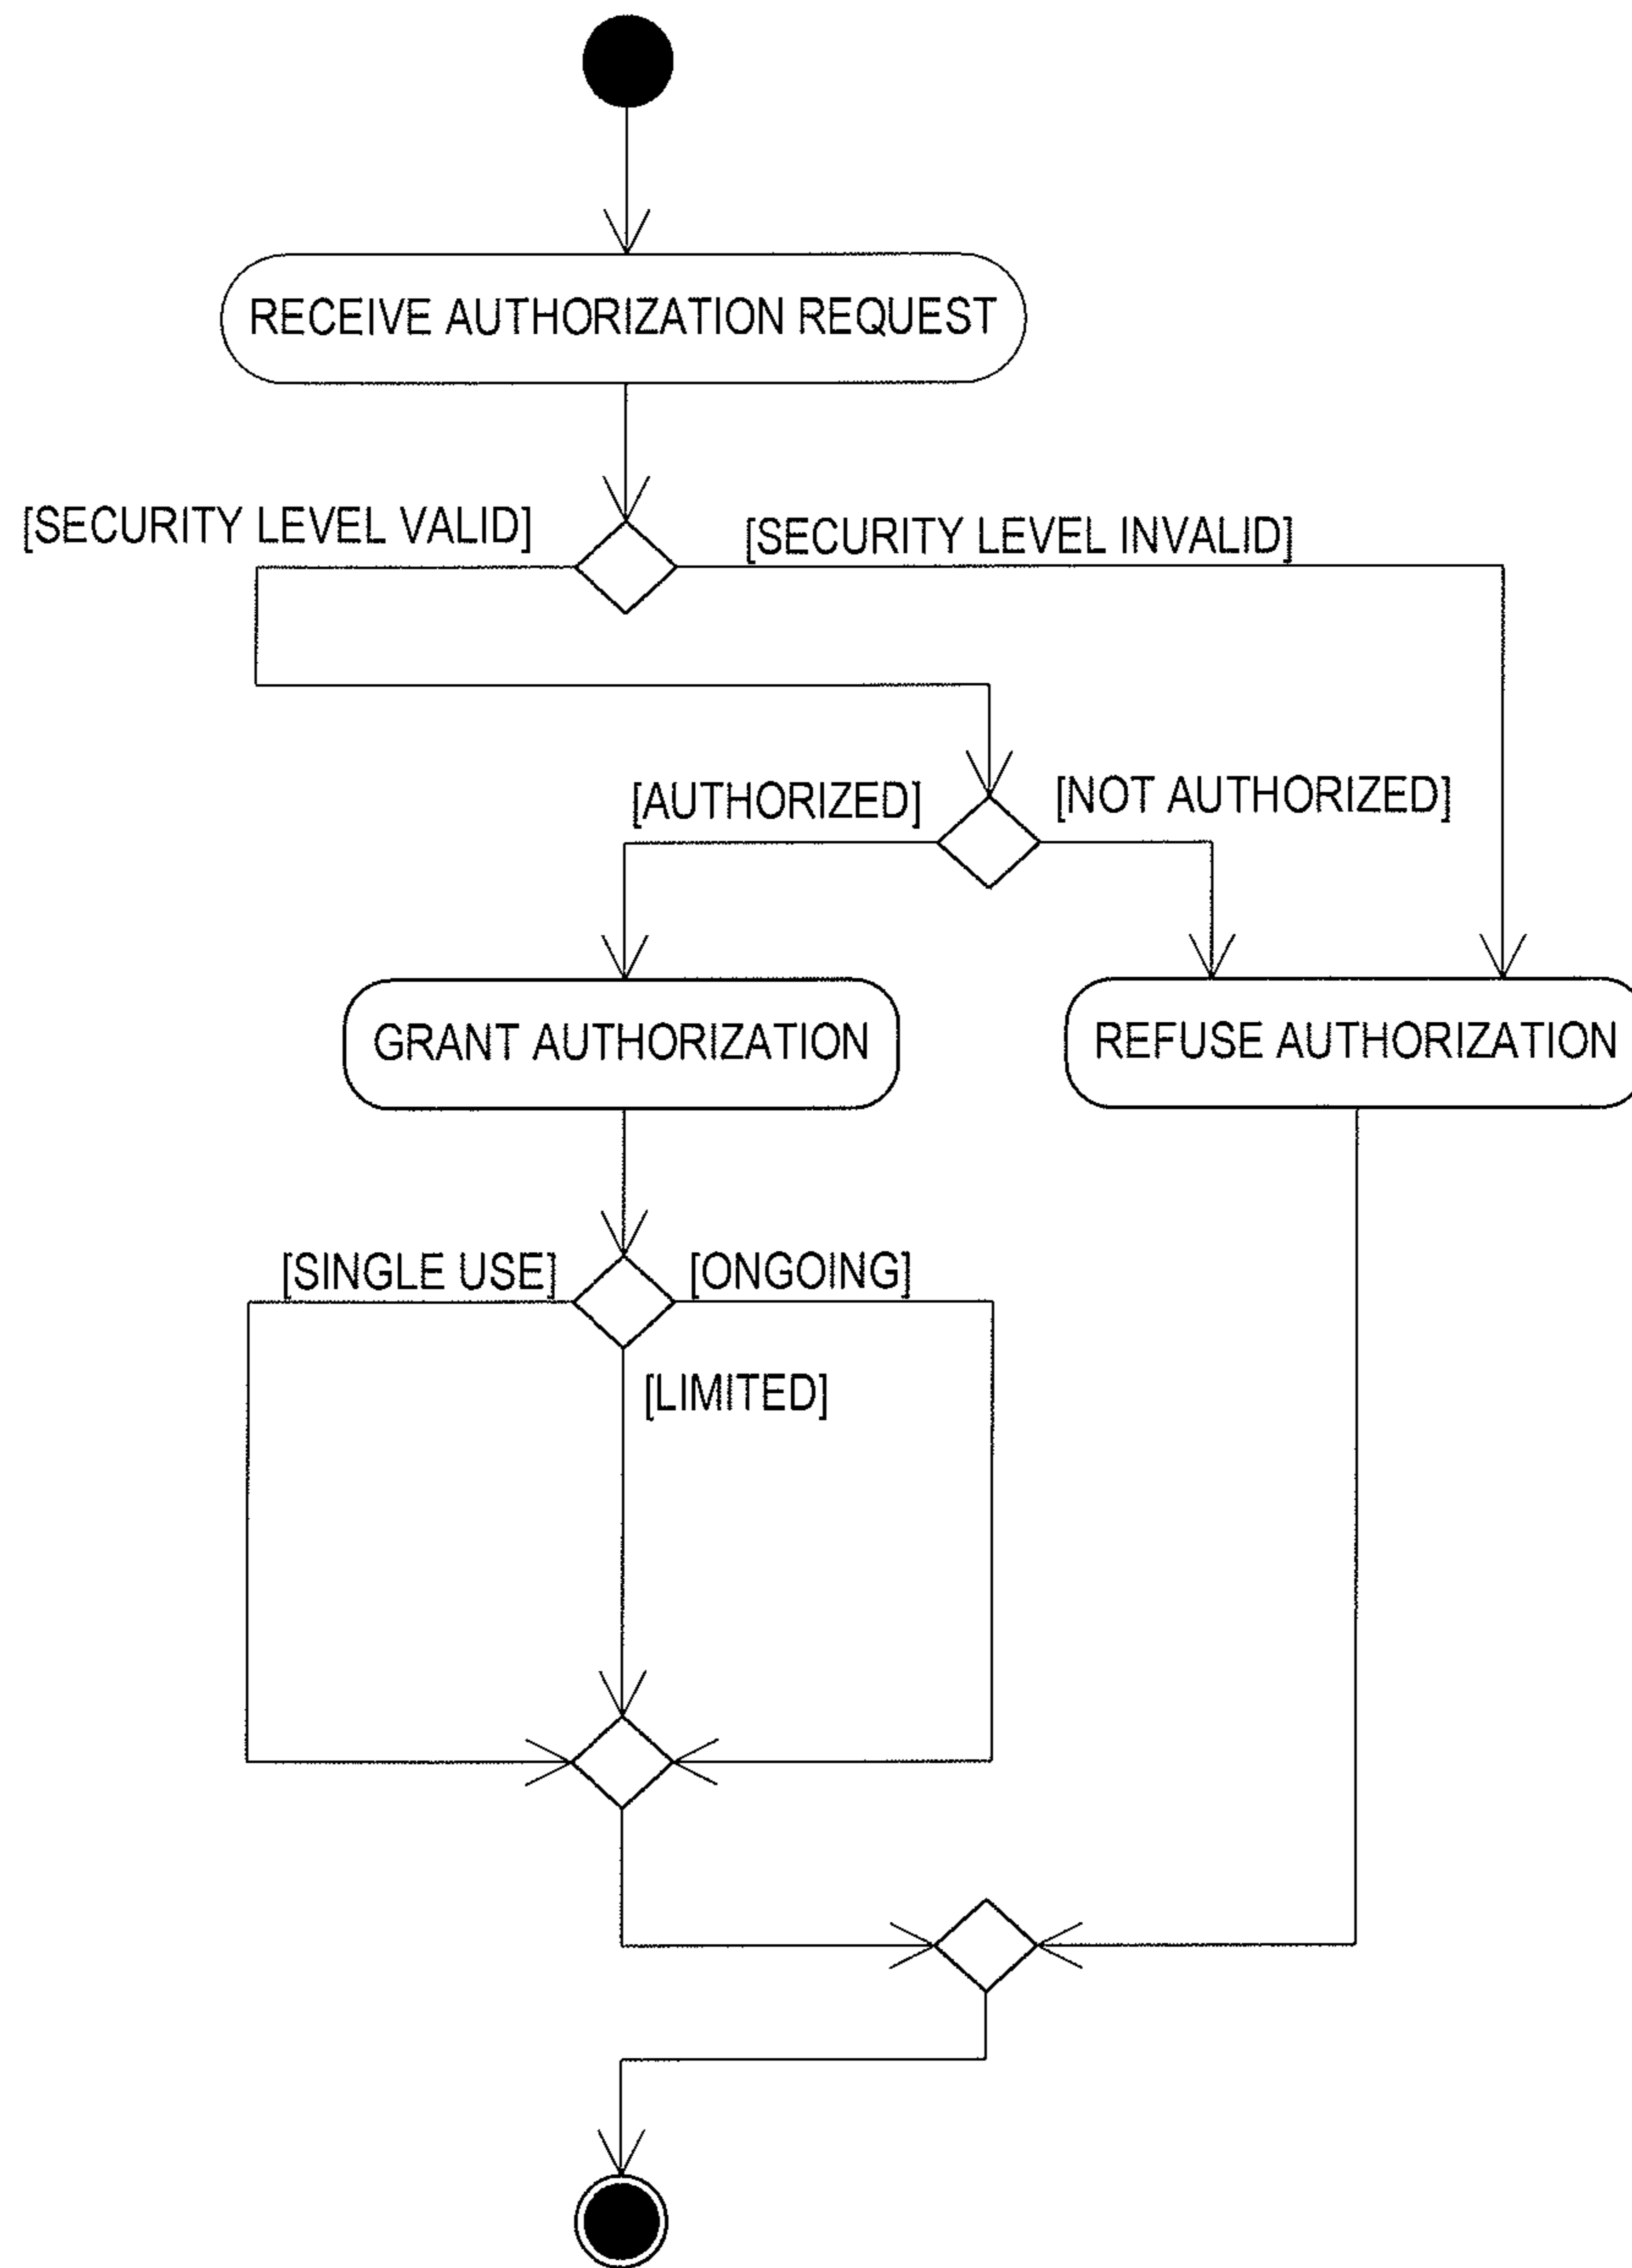 RECEIVE AUTHORIZATION REQUEST
[SECURITY LEVEL VALID]
[SECURITY LEVEL INVALID]
[AUTHORIZED]
[NOT AUTHORIZED]
GRANT AUTHORIZATION
REFUSE AUTHORIZATION
[SINGLE USE]
[ONGOING]
[LIMITED]